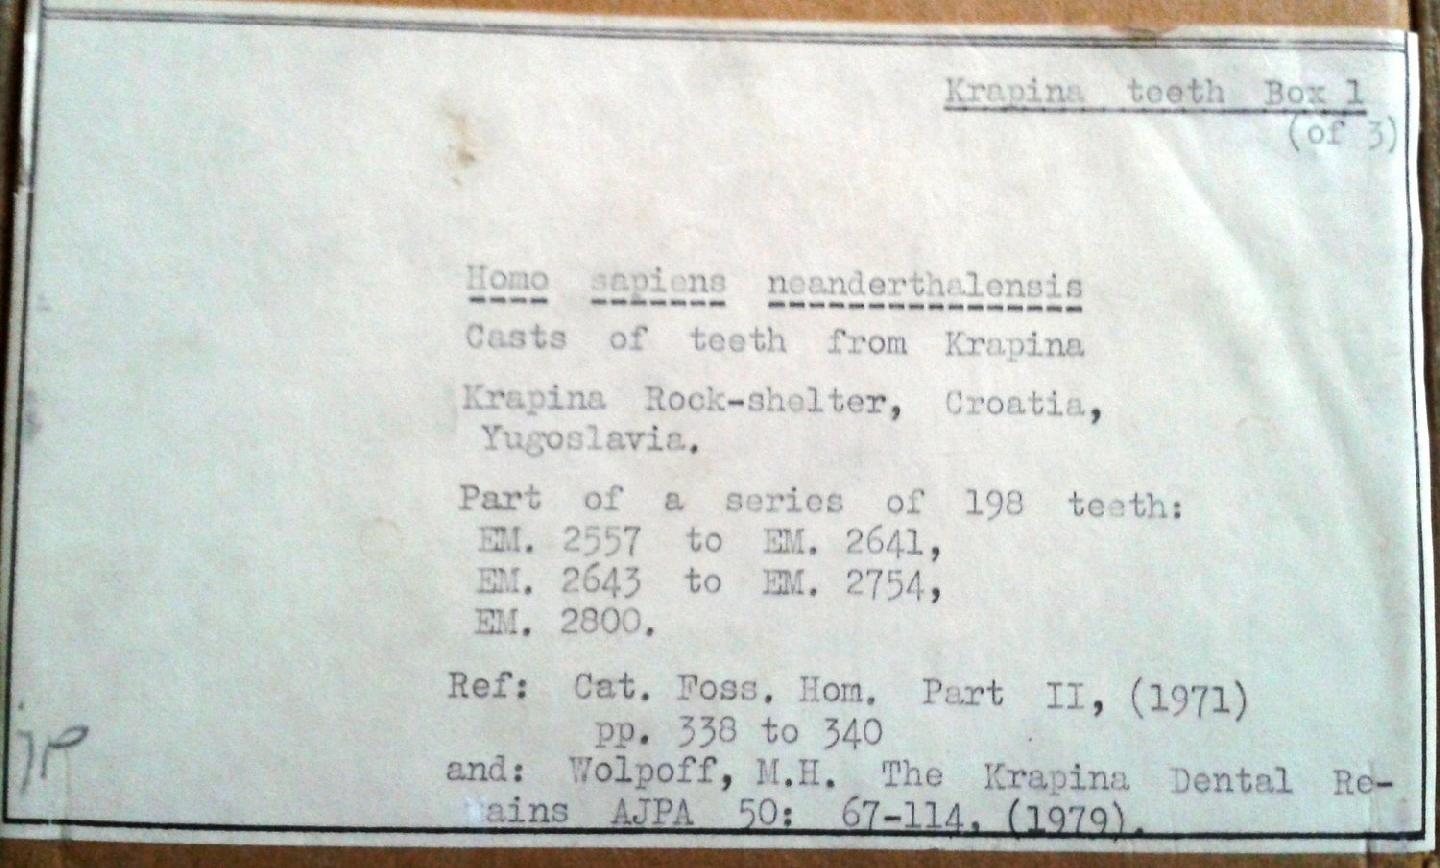 Krapina teeth Box 1
(of 3)
Homo sapiens neanderthalensis
Casts of teeth from Krapina
Krapina Rock-shelter, Croatia,
Yugoslavia.
Part of a series of 198 teeth:
EM. 2557 to EM. 2641,
EM. 2643 to EM. 2754,
EM. 2800.
Ref: Cat. Foss. Hom. Part II, (1971)
pp. 338 to 340
and: Wolpoff, M.H. The Krapina Dental Re-
ains AJPA 50: 67-114, (1979).